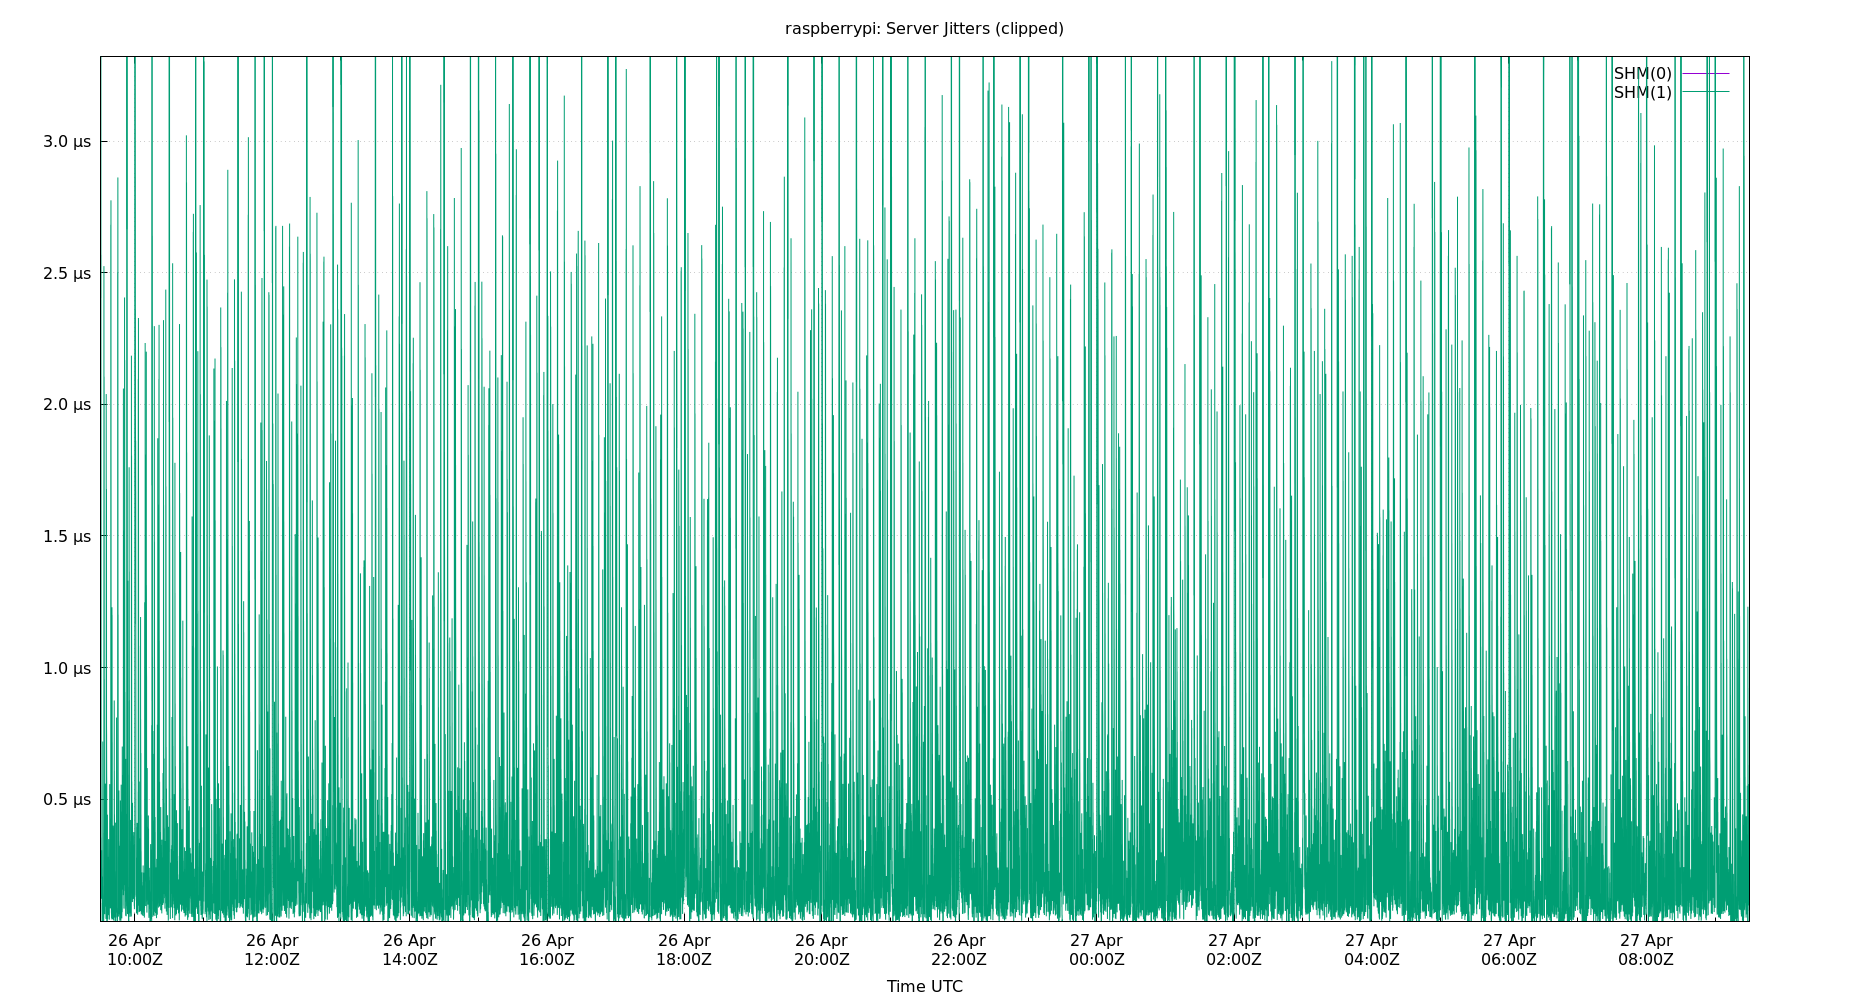 raspberrypi: Server Jitters (clipped)
SHM(0)
SHM(1)
3.0 µs
2.5 µs
2.0 µs
1.5 µs
1.0 µs
0.5 µs
26 Apr 26 Apr 26 Apr 26 Apr 26 Apr 26 Apr 26 Apr 27 Apr 27 Apr 27 Apr 27 Apr 27 Apr
10:00Z 12:00Z 14:00Z 16:00Z 18:00Z 20:00Z 22:00Z 00:00Z 02:00Z 04:00Z 06:00Z 08:00Z
Time UTC